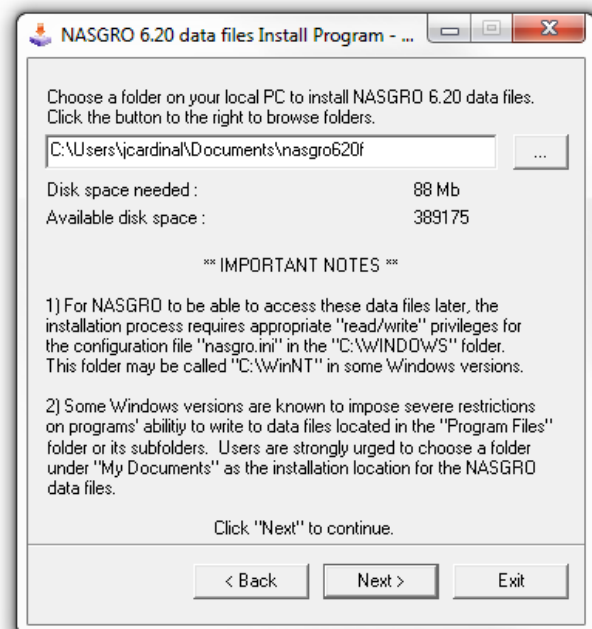 NASGRO 6.20 data files Install Program - ...
Choose a folder on your local PC to install NASGRO 6.20 data files.
Click the button to the right to browse folders.
C:\Users\jcardinal\Documents\nasgro620f
...
Disk space needed : 88 Mb
Available disk space : 389175
** IMPORTANT NOTES **
1) For NASGRO to be able to access these data files later, the
installation process requires appropriate "read/write" privileges for
the configuration file "nasgro.ini" in the "C:\WINDOWS" folder.
This folder may be called "C:\WinNT" in some Windows versions.
2) Some Windows versions are known to impose severe restrictions
on programs' abilitiy to write to data files located in the "Program Files"
folder or its subfolders.  Users are strongly urged to choose a folder
under "My Documents" as the installation location for the NASGRO
data files.
Click "Next" to continue.
< Back Next > Exit